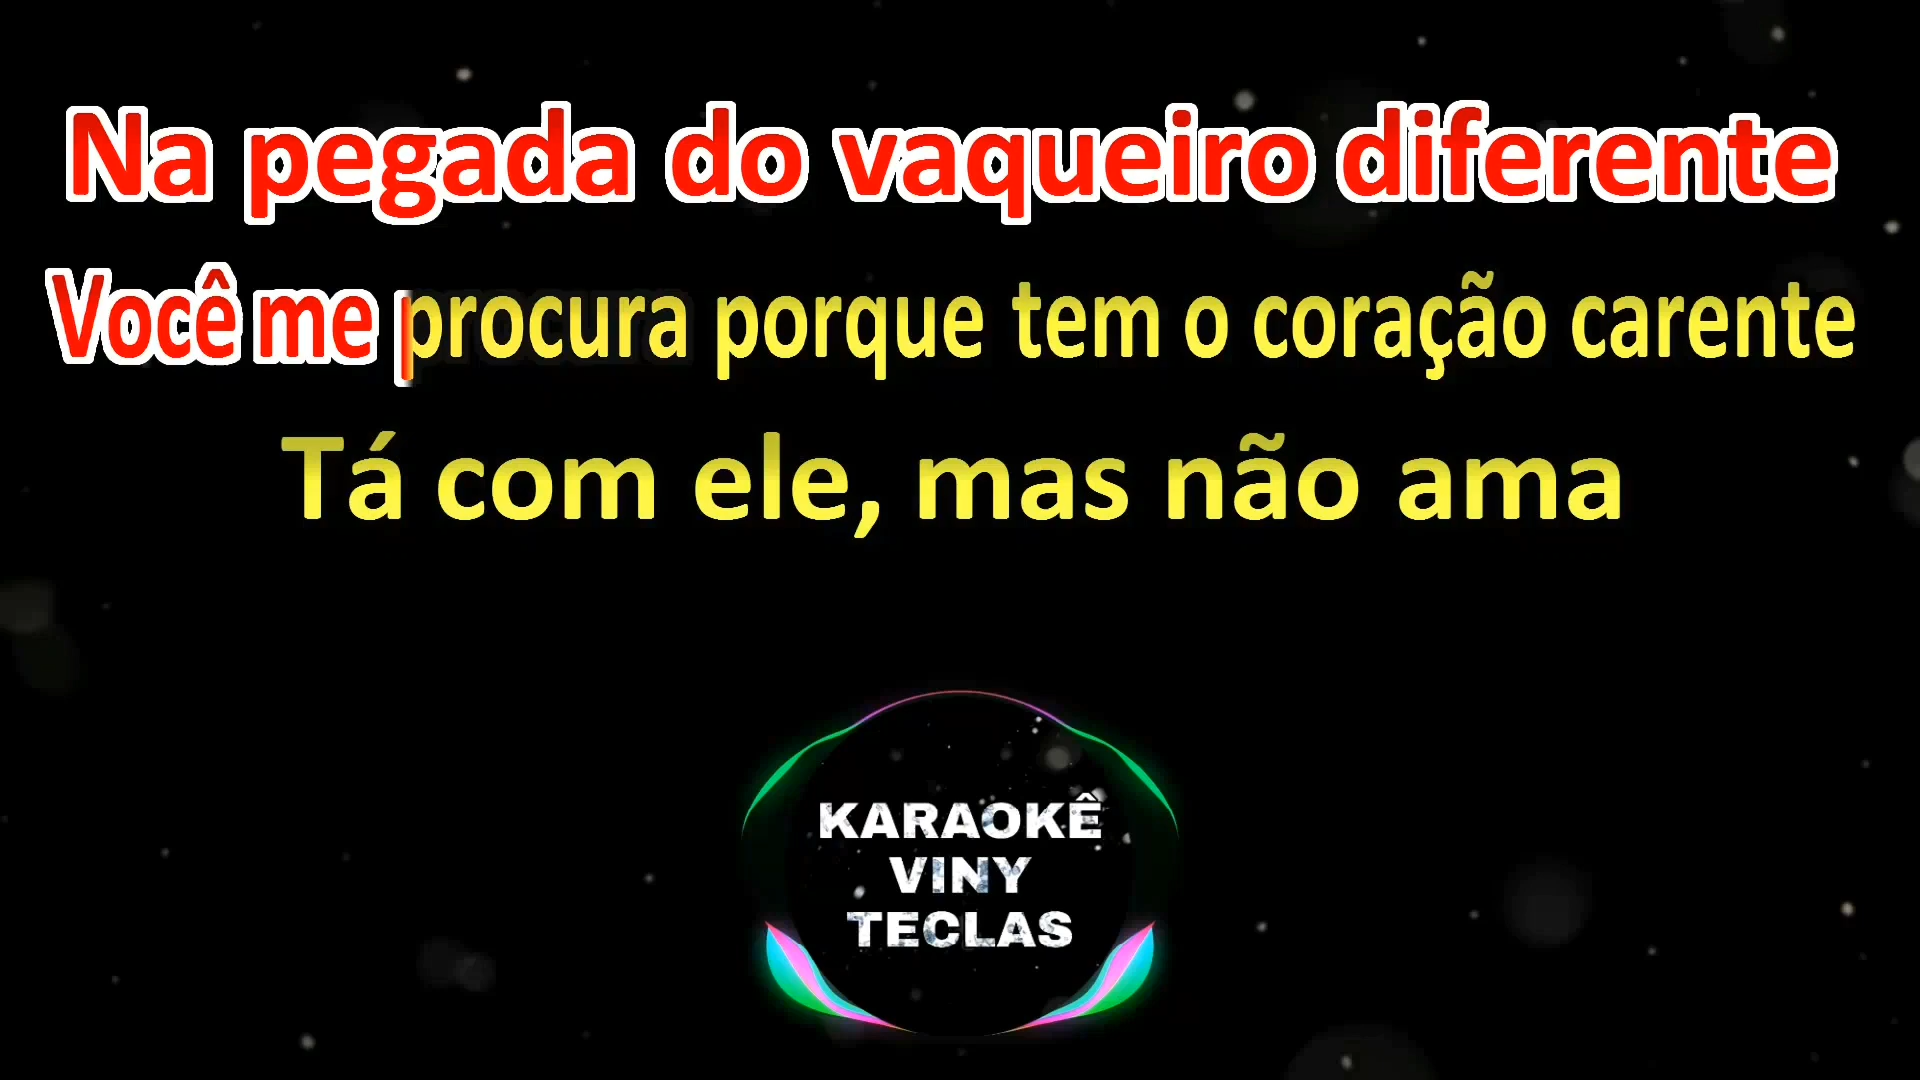 Na pegada do vaqueiro diferente
Você me procura porque tem o coração carente
Tá com ele, mas não ama
KARAOKÊ
VINY
TECLAS